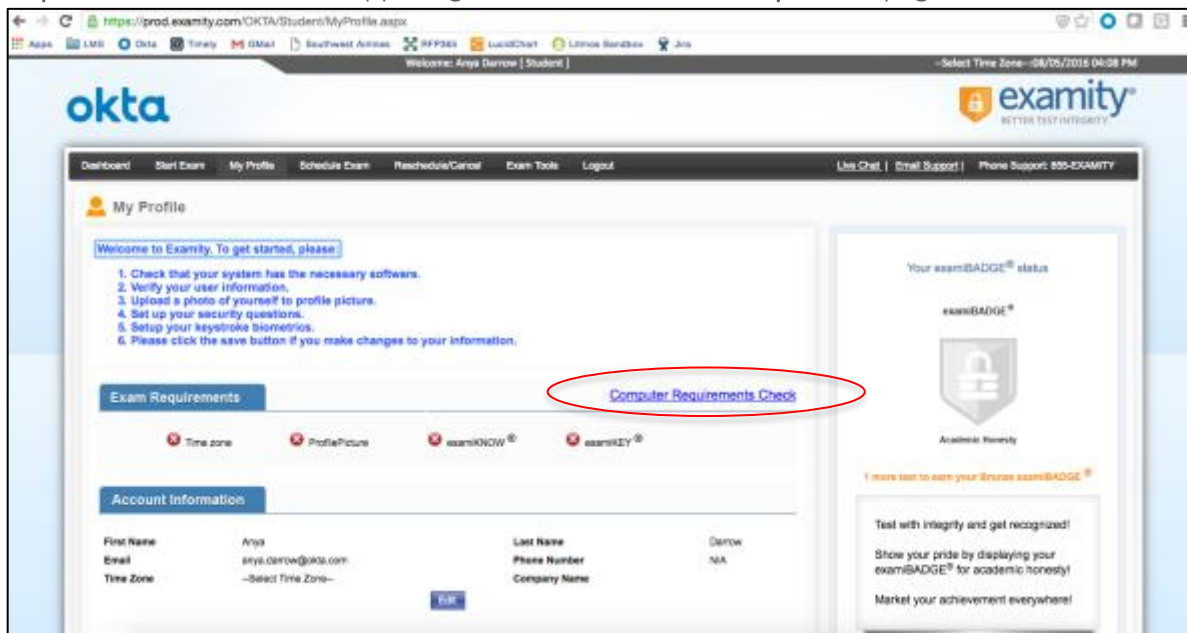 https://prod.examity.com/OKTA/Student/MyProfile.aspx
Apps LMS Okta Timely GMail Southwest Airlines RFP365 LucidChart Litmos Sandbox Jira
Welcome: Anya Darrow [ Student ] --Select Time Zone--:08/05/2016 04:08 PM
okta
examity®
BETTER TEST INTEGRITY
Dashboard Start Exam My Profile Schedule Exam Reschedule/Cancel Exam Tools Logout Live Chat | Email Support | Phone Support: 855-EXAMITY
My Profile
Welcome to Examity. To get started, please:
1. Check that your system has the necessary software.
2. Verify your user information.
3. Upload a photo of yourself to profile picture.
4. Set up your security questions.
5. Setup your keystroke biometrics.
6. Please click the save button if you make changes to your information.
Your examiBADGE® status
examiBADGE®
Academic Honesty
1 more test to earn your Bronze examiBADGE®
Exam Requirements Computer Requirements Check
Time zone ProfilePicture examiKNOW® examiKEY®
Account Information
First Name Anya Last Name Darrow
Email anya.darrow@okta.com Phone Number N/A
Time Zone --Select Time Zone-- Company Name
Edit
Test with integrity and get recognized!
Show your pride by displaying your
examiBADGE® for academic honesty!
Market your achievement everywhere!